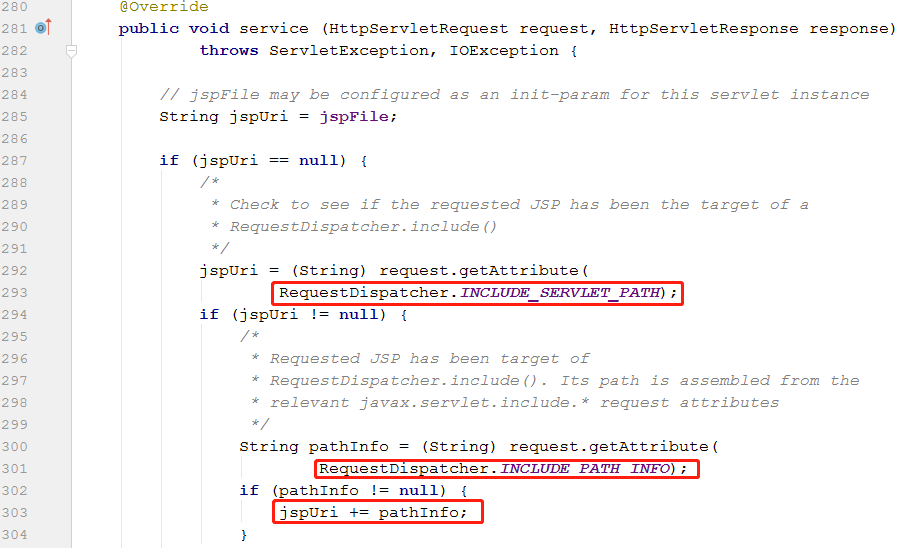 280 @Override
281 public void service (HttpServletRequest request, HttpServletResponse response)
282 throws ServletException, IOException {
283
284 // jspFile may be configured as an init-param for this servlet instance
285 String jspUri = jspFile;
286
287 if (jspUri == null) {
288 /*
289 * Check to see if the requested JSP has been the target of a
290 * RequestDispatcher.include()
291 */
292 jspUri = (String) request.getAttribute(
293 RequestDispatcher.INCLUDE_SERVLET_PATH);
294 if (jspUri != null) {
295 /*
296 * Requested JSP has been target of
297 * RequestDispatcher.include(). Its path is assembled from the
298 * relevant javax.servlet.include.* request attributes
299 */
300 String pathInfo = (String) request.getAttribute(
301 RequestDispatcher.INCLUDE_PATH_INFO);
302 if (pathInfo != null) {
303 jspUri += pathInfo;
304 }